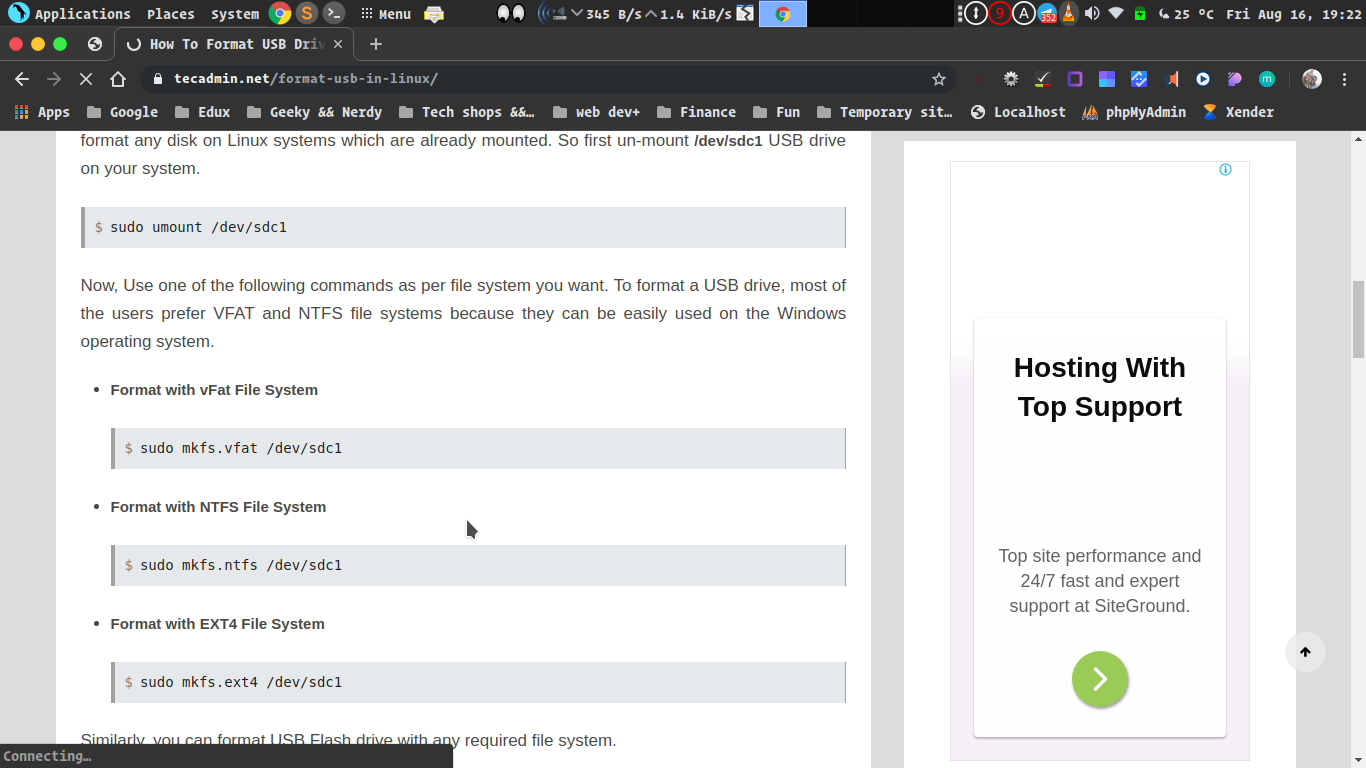 Applications Places System S Menu 345 B/s 1.4 KiB/s 9 A 352 25 °C Fri Aug 16, 19:22
How To Format USB Driv
tecadmin.net/format-usb-in-linux/
m
Apps Google Edux Geeky && Nerdy Tech shops &&… web dev+ Finance Fun Temporary sit… Localhost phpMyAdmin Xender
format any disk on Linux systems which are already mounted. So first un-mount /dev/sdc1 USB drive
on your system.
$ sudo umount /dev/sdc1
Now, Use one of the following commands as per file system you want. To format a USB drive, most of
the users prefer VFAT and NTFS file systems because they can be easily used on the Windows
operating system.
Format with vFat File System
$ sudo mkfs.vfat /dev/sdc1
Format with NTFS File System
$ sudo mkfs.ntfs /dev/sdc1
Format with EXT4 File System
$ sudo mkfs.ext4 /dev/sdc1
Similarly, you can format USB Flash drive with any required file system.
Connecting…
Hosting With
Top Support
Top site performance and
24/7 fast and expert
support at SiteGround.